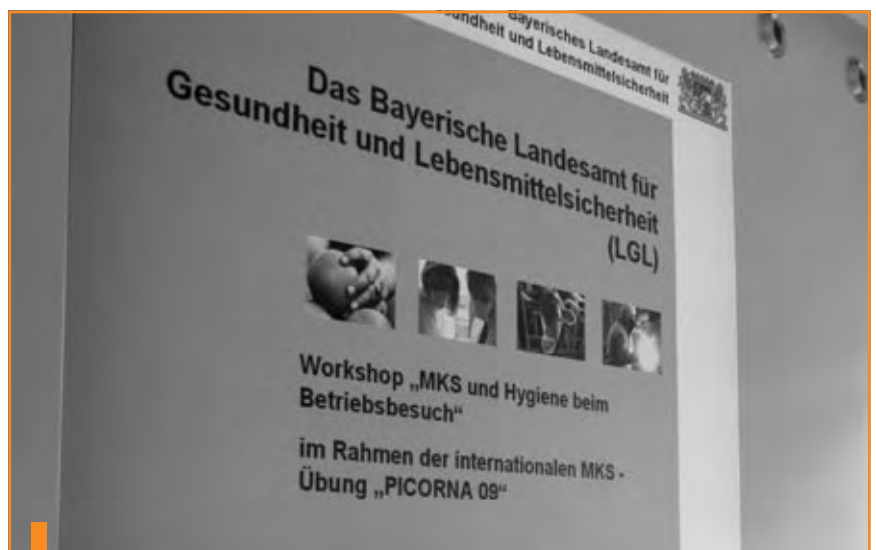 Bayerisches Landesamt für
Gesundheit und Lebensmittelsicherheit
Das Bayerische Landesamt für
Gesundheit und Lebensmittelsicherheit
(LGL)
Workshop „MKS und Hygiene beim
Betriebsbesuch“
im Rahmen der internationalen MKS -
Übung „PICORNA 09“